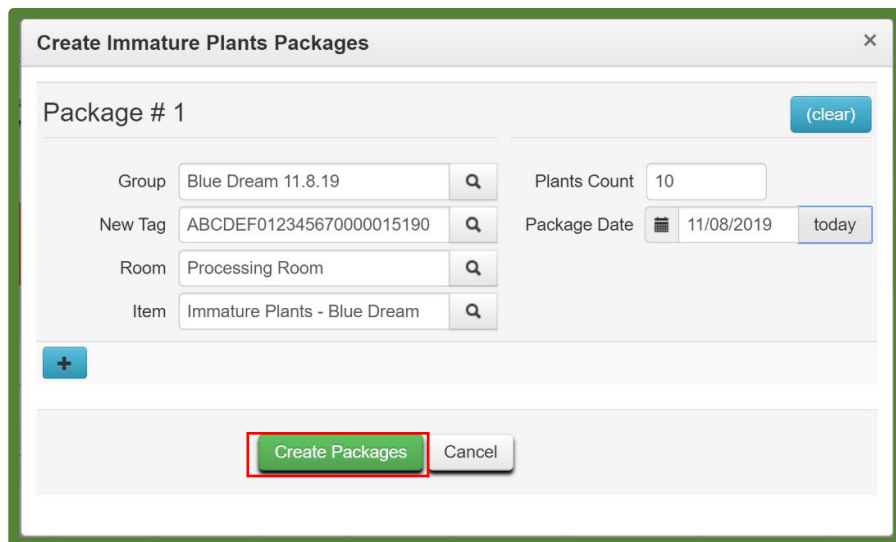 Create Immature Plants Packages ×
Package # 1 (clear)
Group Blue Dream 11.8.19 Plants Count 10
New Tag ABCDEF012345670000015190 Package Date 11/08/2019 today
Room Processing Room
Item Immature Plants - Blue Dream
+
Create Packages Cancel